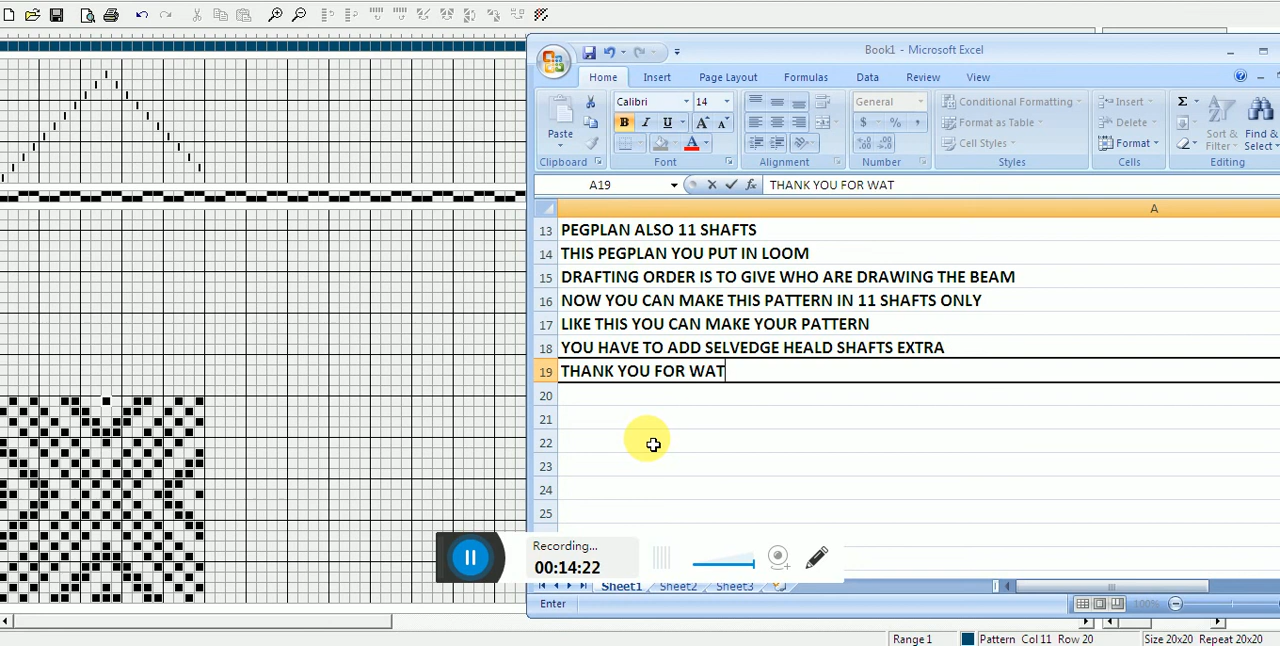 Book1 - Microsoft Excel
Home Insert Page Layout Formulas Data Review View
Calibri 14 General Conditional Formatting Insert
Paste B I U A $ % , Format as Table Delete Sort & Find &
Cell Styles Format Filter Select
Clipboard Font Alignment Number Styles Cells Editing
A19 fx THANK YOU FOR WAT
A
13 PEGPLAN ALSO 11 SHAFTS
14 THIS PEGPLAN YOU PUT IN LOOM
15 DRAFTING ORDER IS TO GIVE WHO ARE DRAWING THE BEAM
16 NOW YOU CAN MAKE THIS PATTERN IN 11 SHAFTS ONLY
17 LIKE THIS YOU CAN MAKE YOUR PATTERN
18 YOU HAVE TO ADD SELVEDGE HEALD SHAFTS EXTRA
19 THANK YOU FOR WAT
20
21
22
23
24
25
Recording...
00:14:22
Sheet1 Sheet2 Sheet3
Enter 100%
Range 1 Pattern Col 11 Row 20 Size 20x20 Repeat 20x20